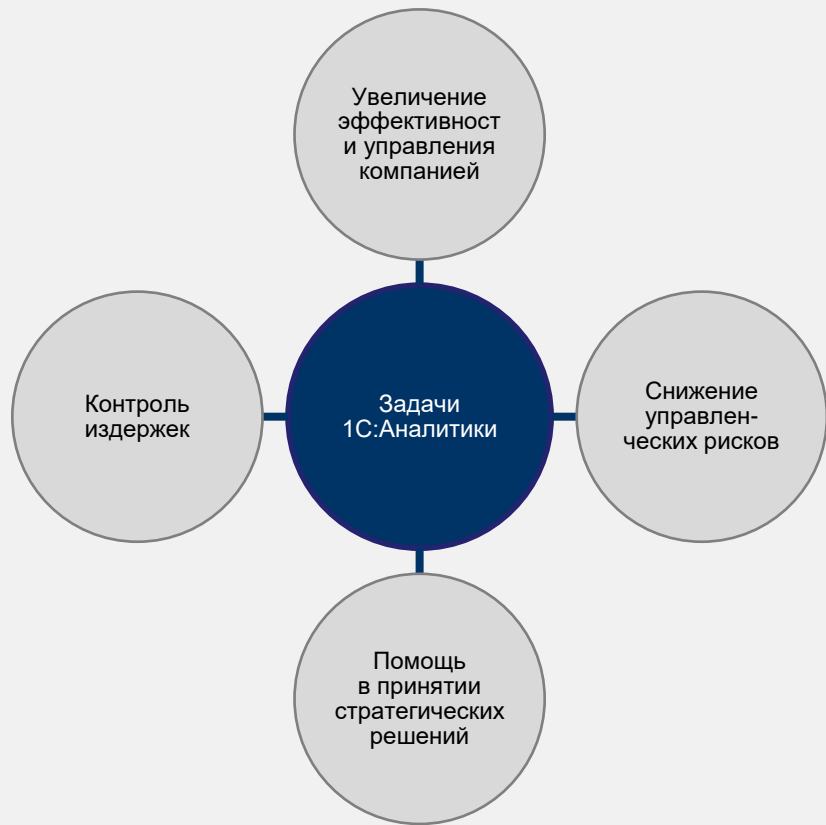 Увеличение
эффективност
и управления
компанией
Контроль
издержек
Задачи
1С:Аналитики
Снижение
управлен-
ческих рисков
Помощь
в принятии
стратегических
решений